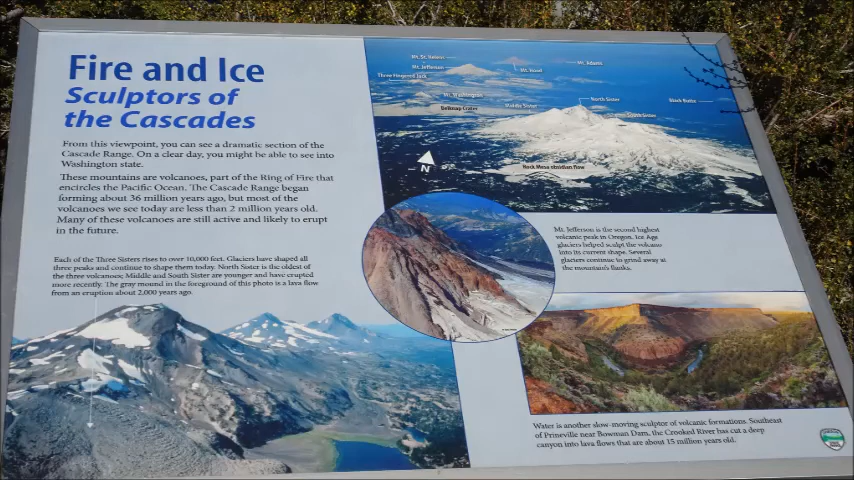 Fire and Ice
Sculptors of
the Cascades
From this viewpoint, you can see a dramatic section of the
Cascade Range. On a clear day, you might be able to see into
Washington state.
These mountains are volcanoes, part of the Ring of Fire that
encircles the Pacific Ocean. The Cascade Range began
forming about 36 million years ago, but most of the
volcanoes we see today are less than 2 million years old.
Many of these volcanoes are still active and likely to erupt
in the future.
Each of the Three Sisters rises to over 10,000 feet. Glaciers have shaped all
three peaks and continue to shape them today. North Sister is the oldest of
the three volcanoes; Middle and South Sister are younger and have erupted
more recently. The gray mound in the foreground of this photo is a lava flow
from an eruption about 2,000 years ago.
Mt. St. Helens
Mt. Adams
Mt. Jefferson
Mt. Hood
Three Fingered Jack
Mt. Washington
Belknap Crater
Middle Sister
North Sister
Black Butte
South Sister
Rock Mesa obsidian flow
N
Mt. Jefferson is the second highest
volcanic peak in Oregon. Ice Age
glaciers helped sculpt the volcano
into its current shape. Several
glaciers continue to grind away at
the mountain's flanks.
Water is another slow-moving sculptor of volcanic formations. Southeast
of Prineville near Bowman Dam, the Crooked River has cut a deep
canyon into lava flows that are about 15 million years old.